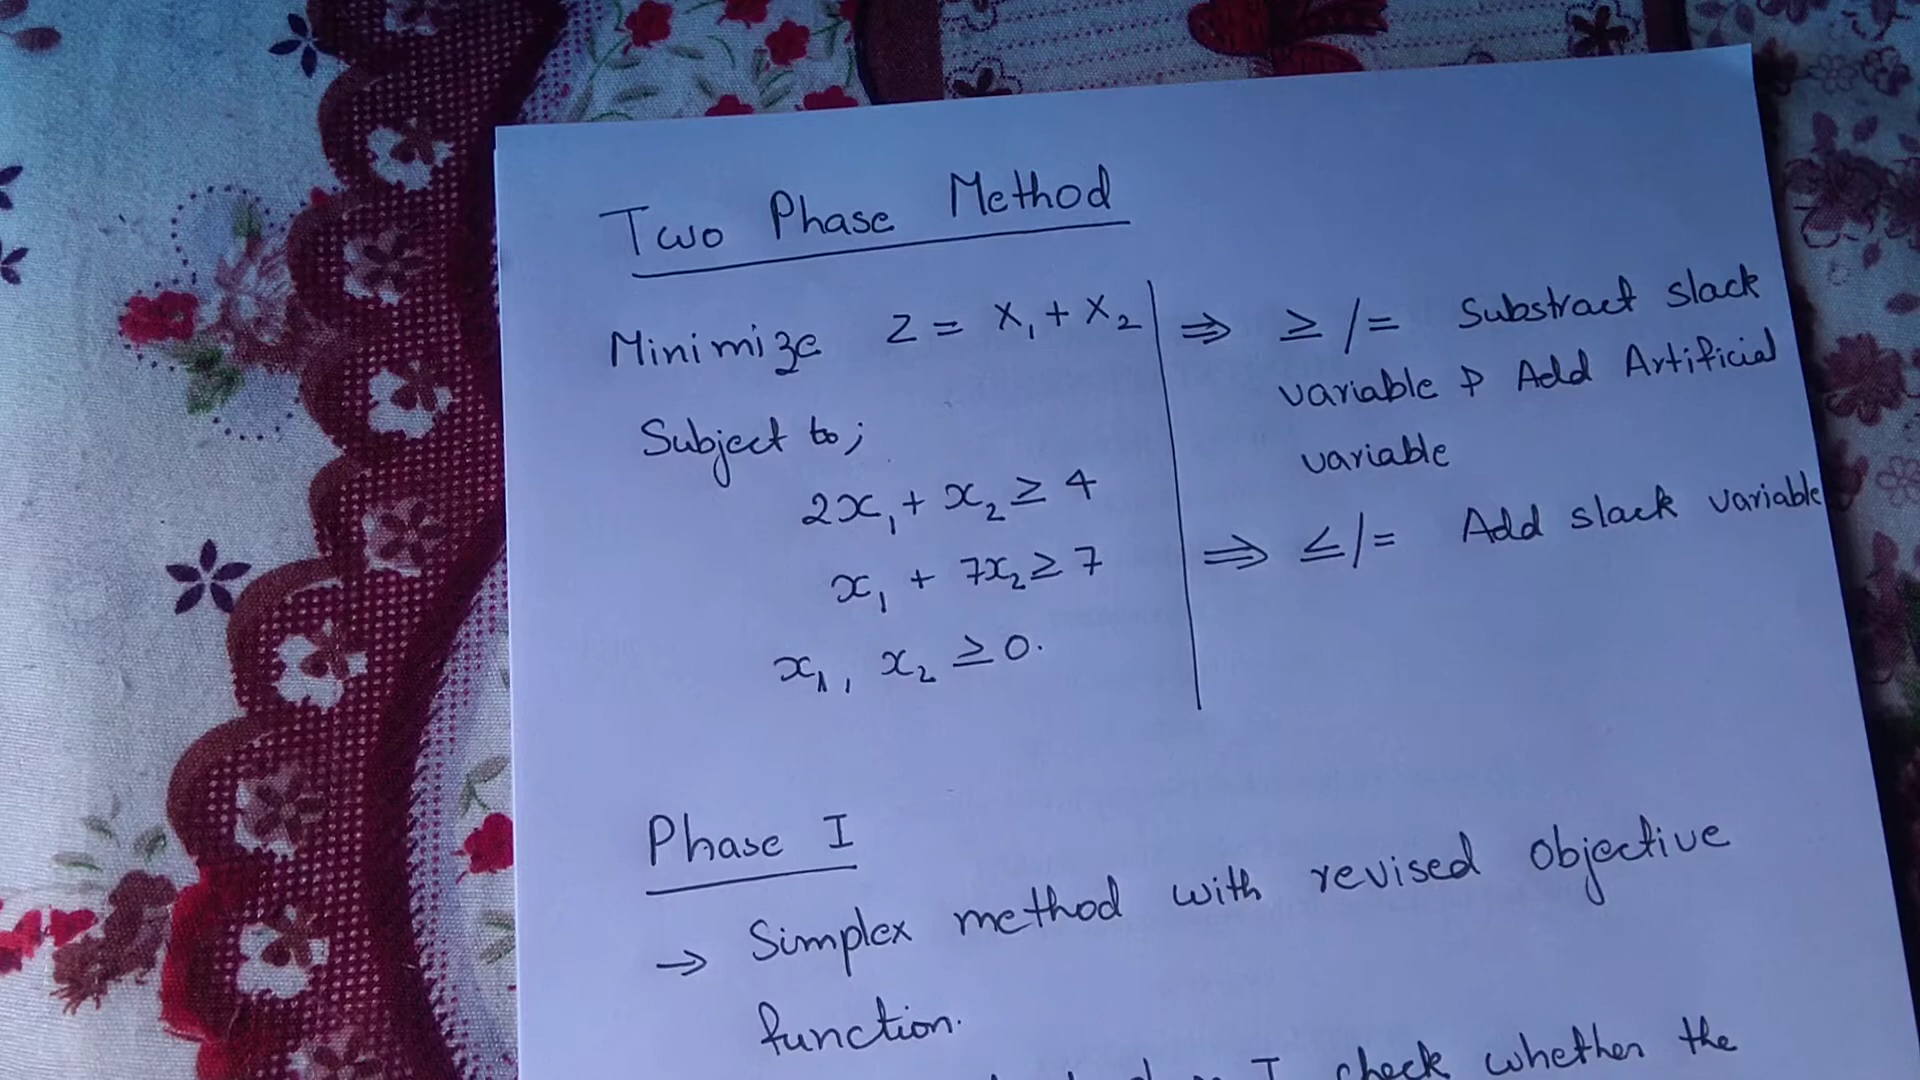 Two Phase Method
Minimize Z = x₁ + x₂
Subject to;
2x₁ + x₂ ≥ 4
x₁ + 7x₂ ≥ 7
x₁, x₂ ≥ 0.
⇒ ≥ /= Substract slack
variable & Add Artificial
variable
⇒ ≤ /= Add slack variable
Phase I
→ Simplex method with revised objective
function.
I check whether the